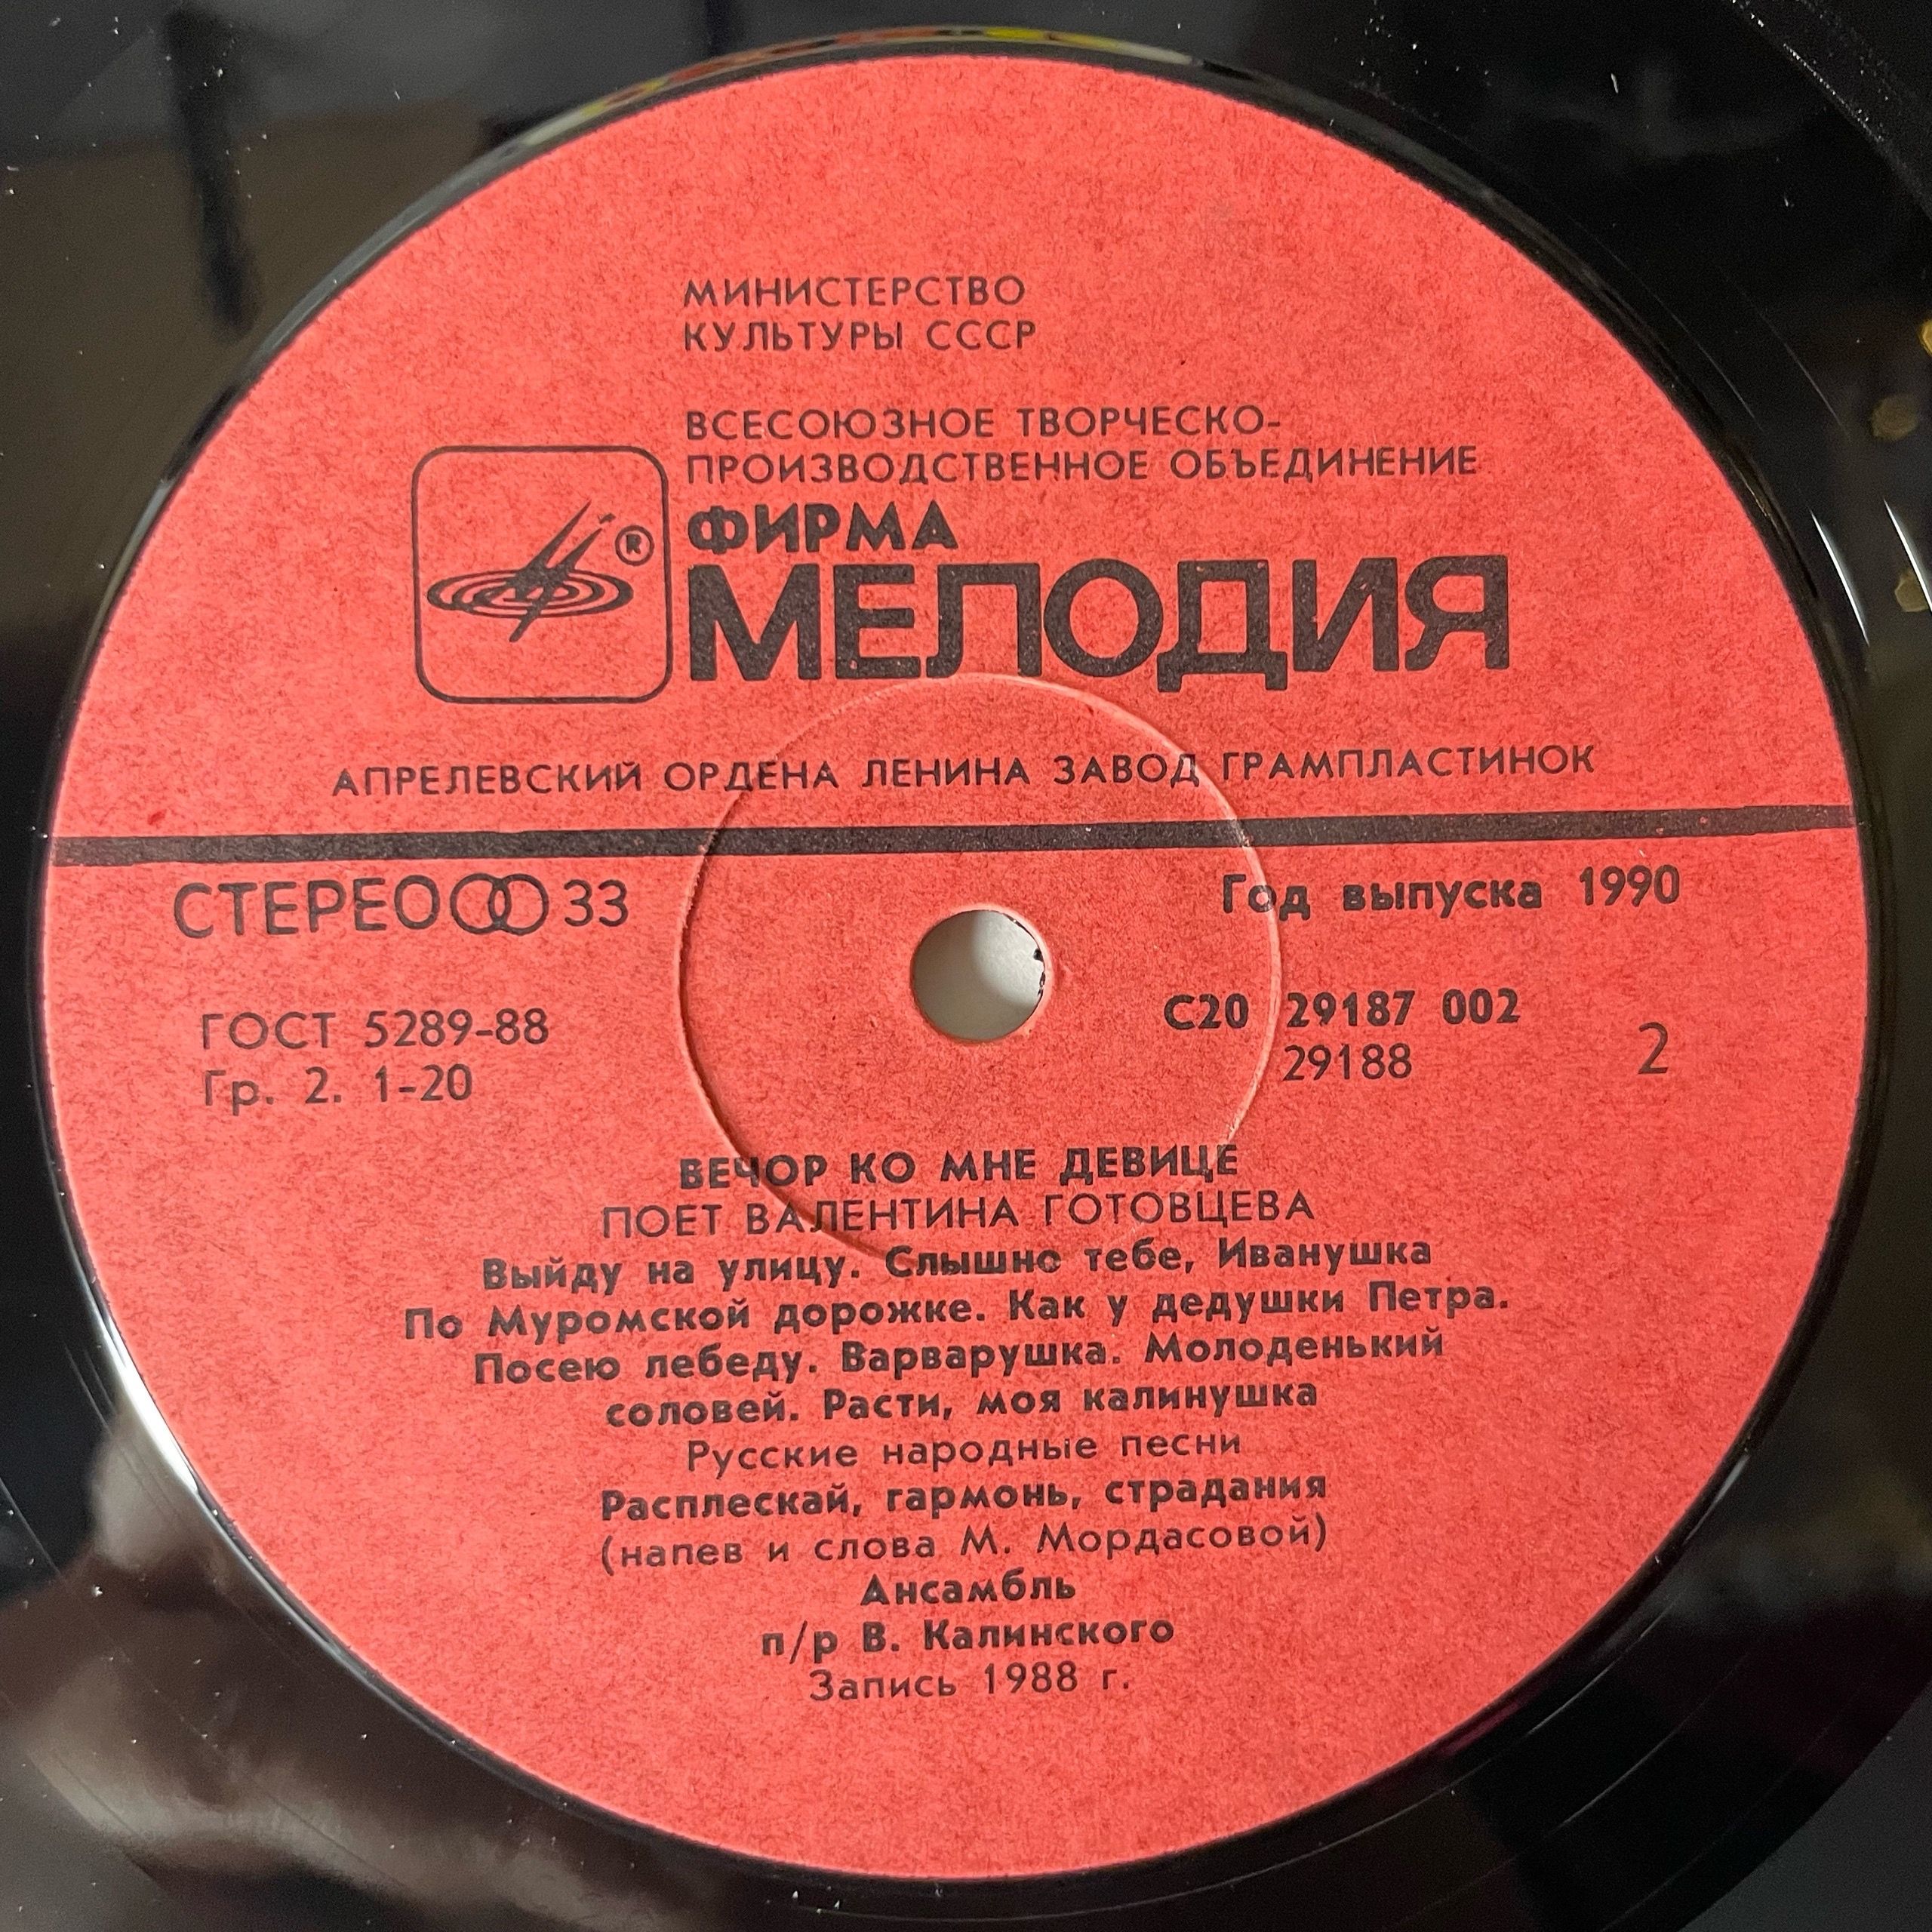 МИНИСТЕРСТВО
КУЛЬТУРЫ СССР
ВСЕСОЮЗНОЕ ТВОРЧЕСКО-
ПРОИЗВОДСТВЕННОЕ ОБЪЕДИНЕНИЕ
®
ФИРМА
МЕЛОДИЯ
АПРЕЛЕВСКИЙ ОРДЕНА ЛЕНИНА ЗАВОД ГРАМПЛАСТИНОК
СТЕРЕО 33
Год выпуска 1990
ГОСТ 5289-88
Гр. 2. 1-20
С20 29187 002
29188
2
ВЕЧОР КО МНЕ ДЕВИЦЕ
ПОЕТ ВАЛЕНТИНА ГОТОВЦЕВА
Выйду на улицу. Слышно тебе, Иванушка
По Муромской дорожке. Как у дедушки Петра.
Посею лебеду. Варварушка. Молоденький
соловей. Расти, моя калинушка
Русские народные песни
Расплескай, гармонь, страдания
(напев и слова М. Мордасовой)
Ансамбль
п/р В. Калинского
Запись 1988 г.